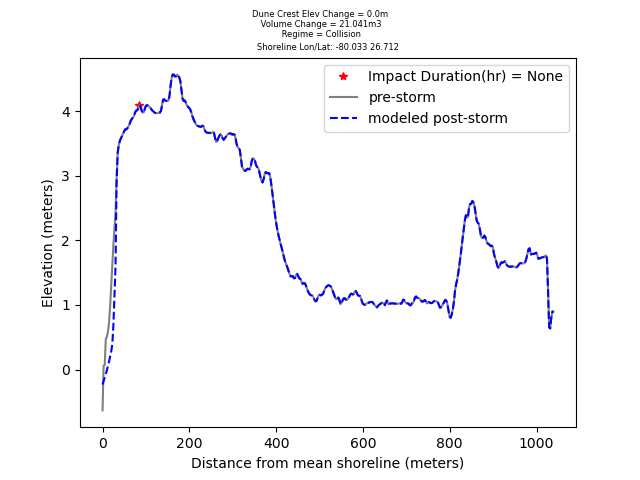 Dune Crest Elev Change = 0.0m
Volume Change = 21.041m3
Regime = Collision
Shoreline Lon/Lat: -80.033 26.712
Impact Duration(hr) = None
pre-storm
modeled post-storm
Elevation (meters)
4
3
2
1
0
0
200
400
600
800
1000
Distance from mean shoreline (meters)